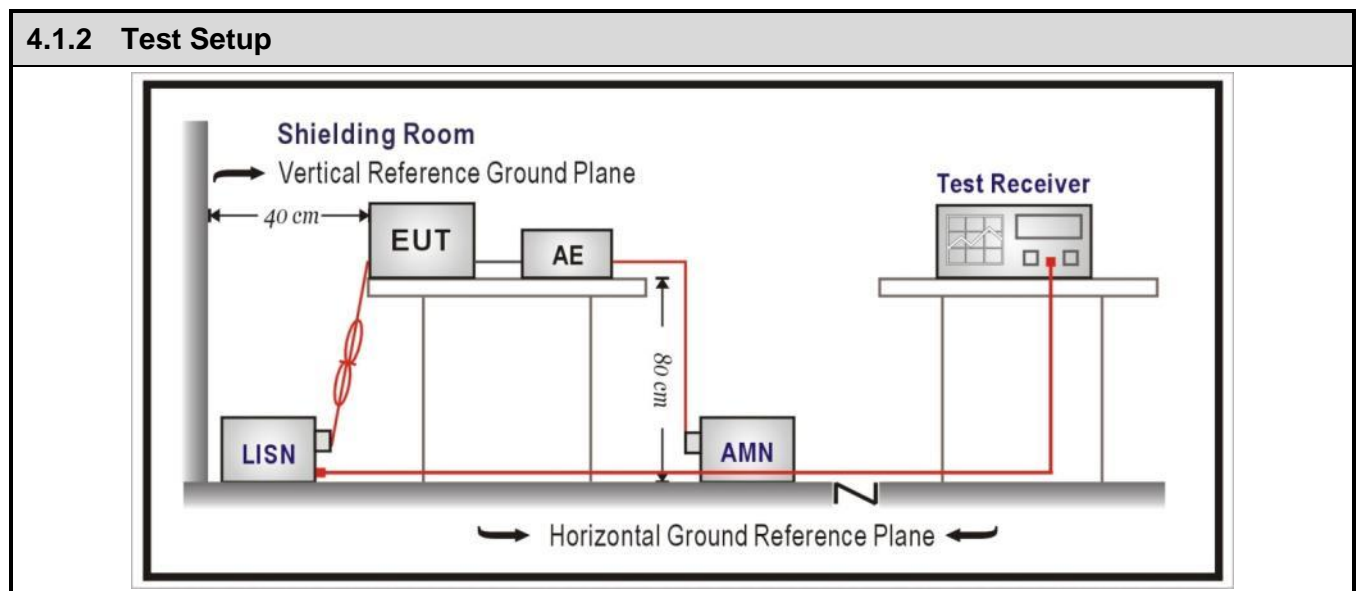 4.1.2 Test Setup
Shielding Room
Vertical Reference Ground Plane
40 cm
Test Receiver
EUT
AE
80 cm
LISN
AMN
Horizontal Ground Reference Plane